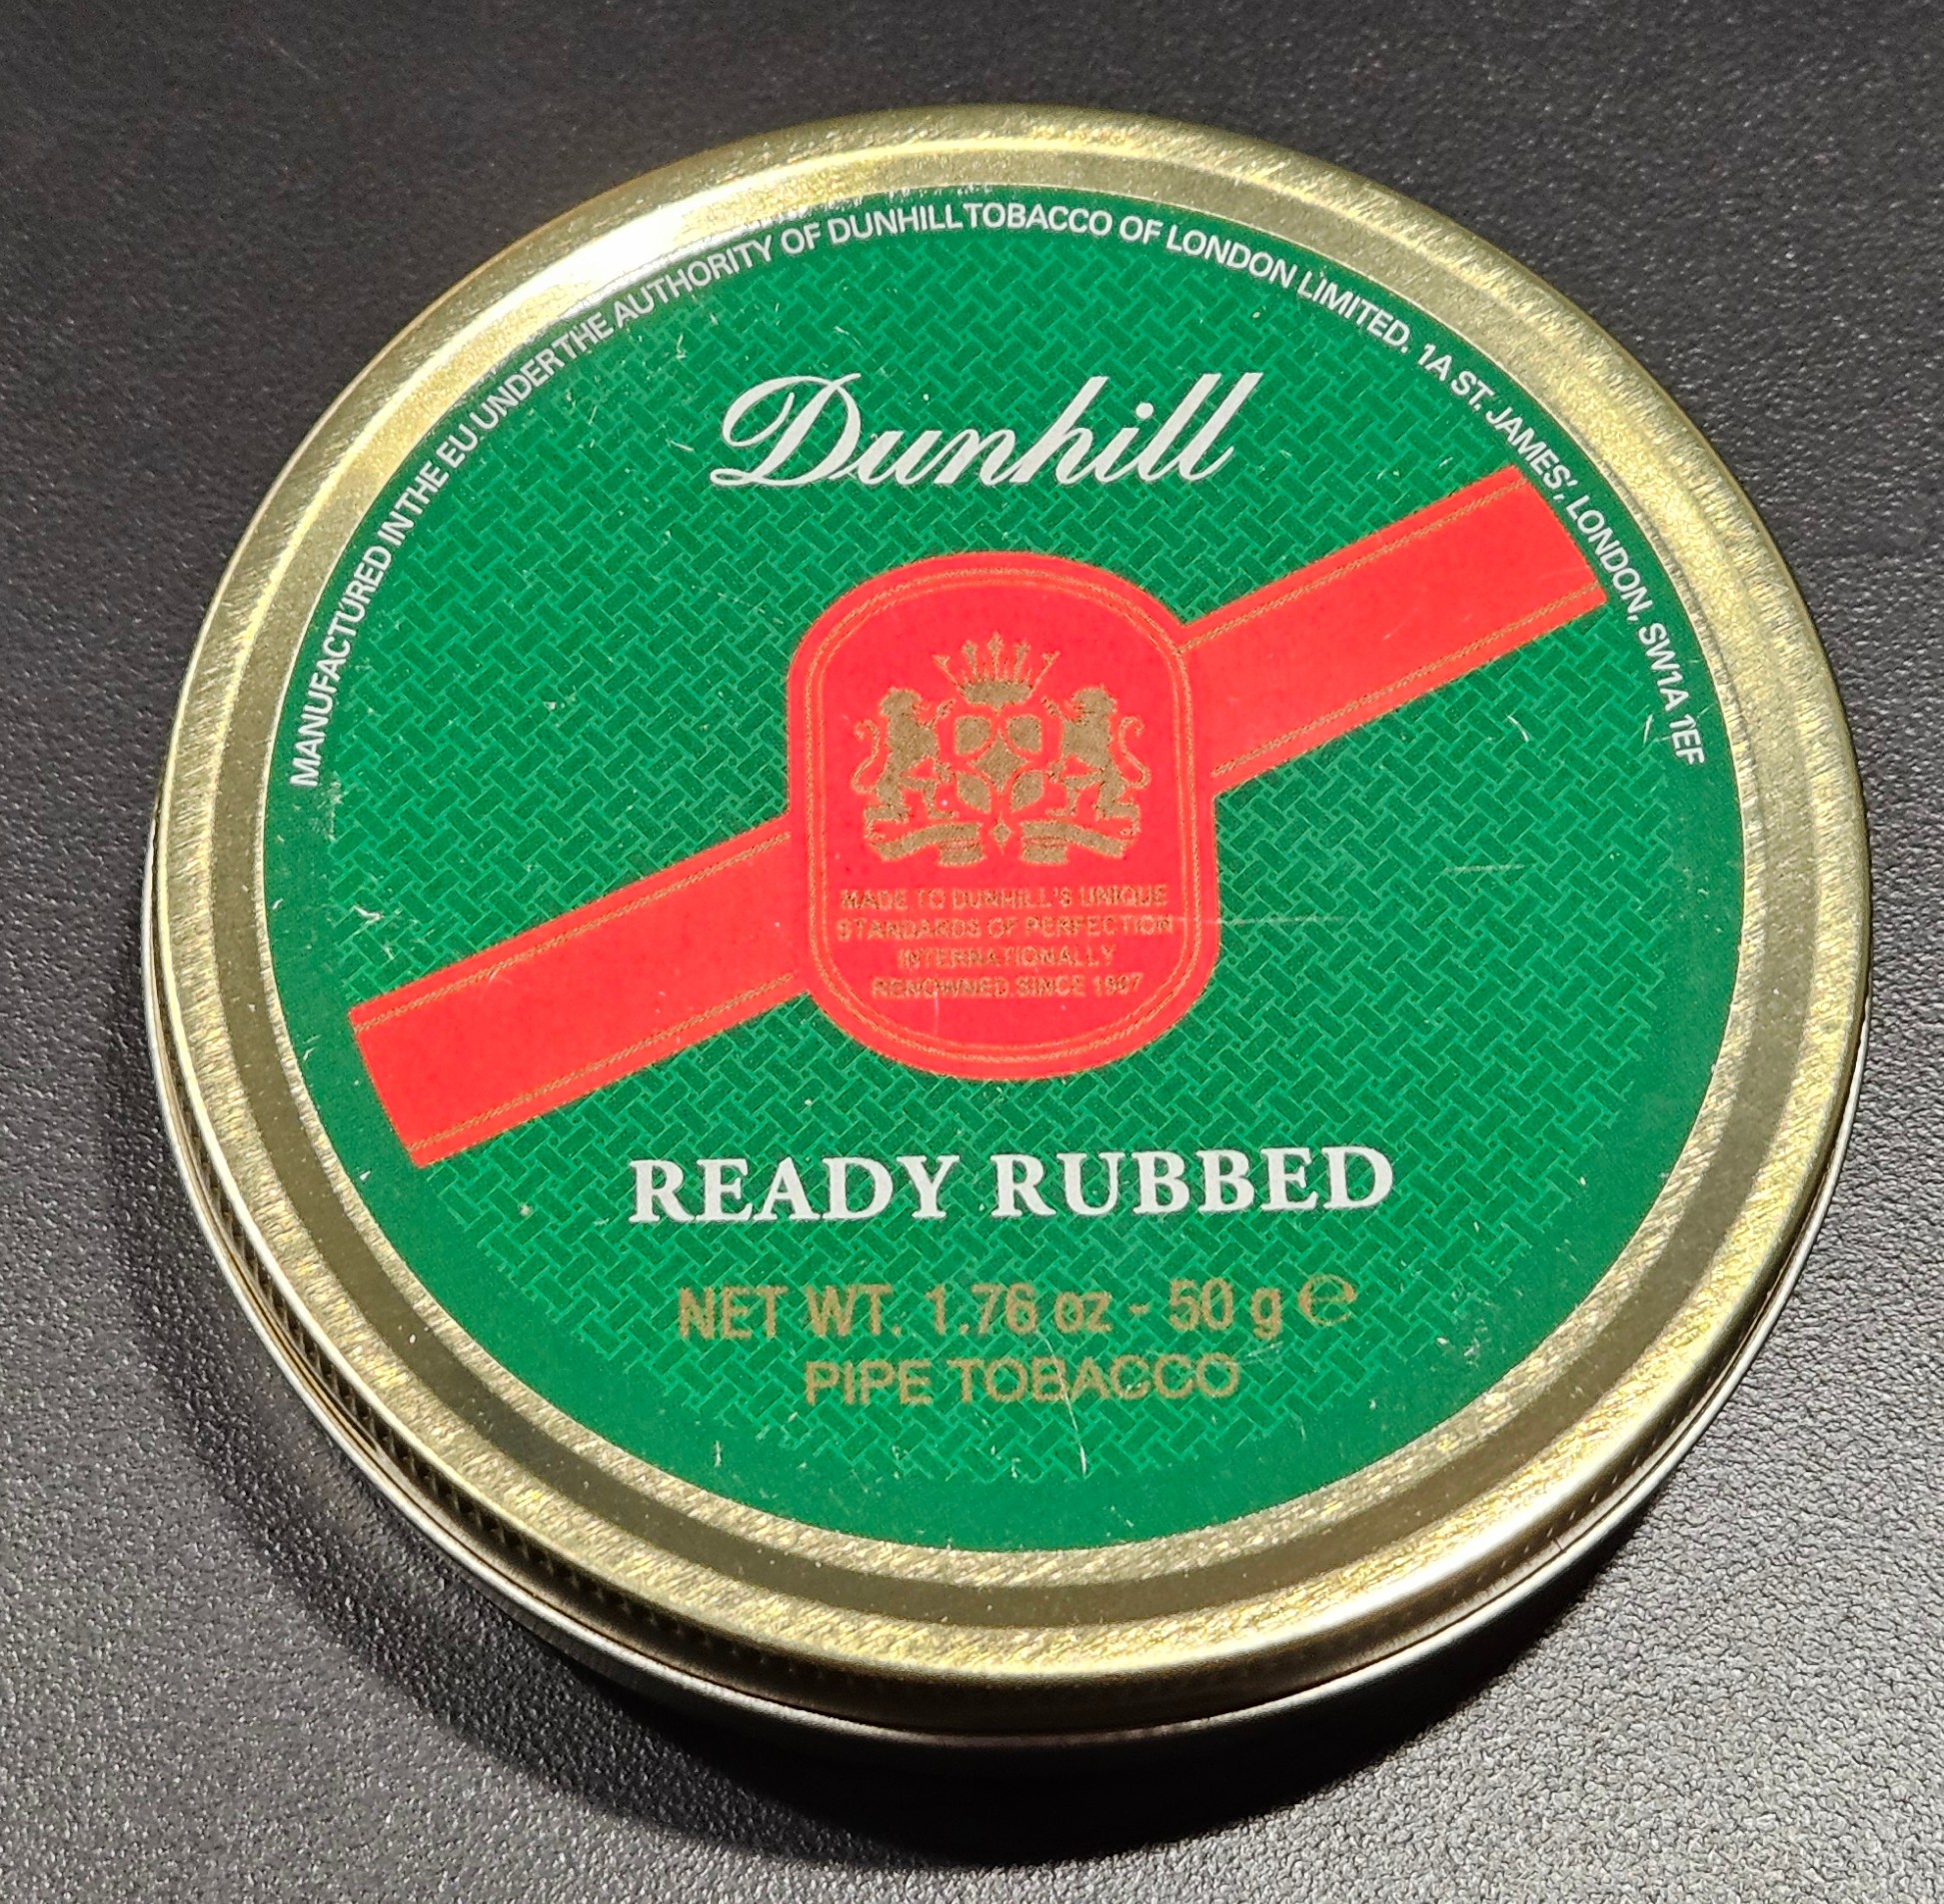 MANUFACTURED IN THE EU UNDER THE AUTHORITY OF DUNHILL TOBACCO OF LONDON LIMITED. 1A ST. JAMES', LONDON, SW1A 1EF
Dunhill
MADE TO DUNHILL'S UNIQUE
STANDARDS OF PERFECTION
INTERNATIONALLY
RENOWNED SINCE 1907
READY RUBBED
NET WT. 1.76 oz - 50 g ℮
PIPE TOBACCO